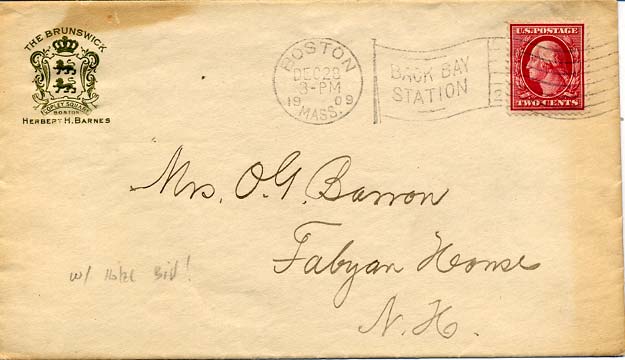 THE BRUNSWICK
COPLEY SQUARE
BOSTON
HERBERT H. BARNES
BOSTON
DEC 28
3-PM
1909
MASS.
BACK BAY
STATION
U.S. POSTAGE
TWO CENTS
Mrs. O. G. Barron
Fabyan House
N. H.
w/ Hotel Bill!